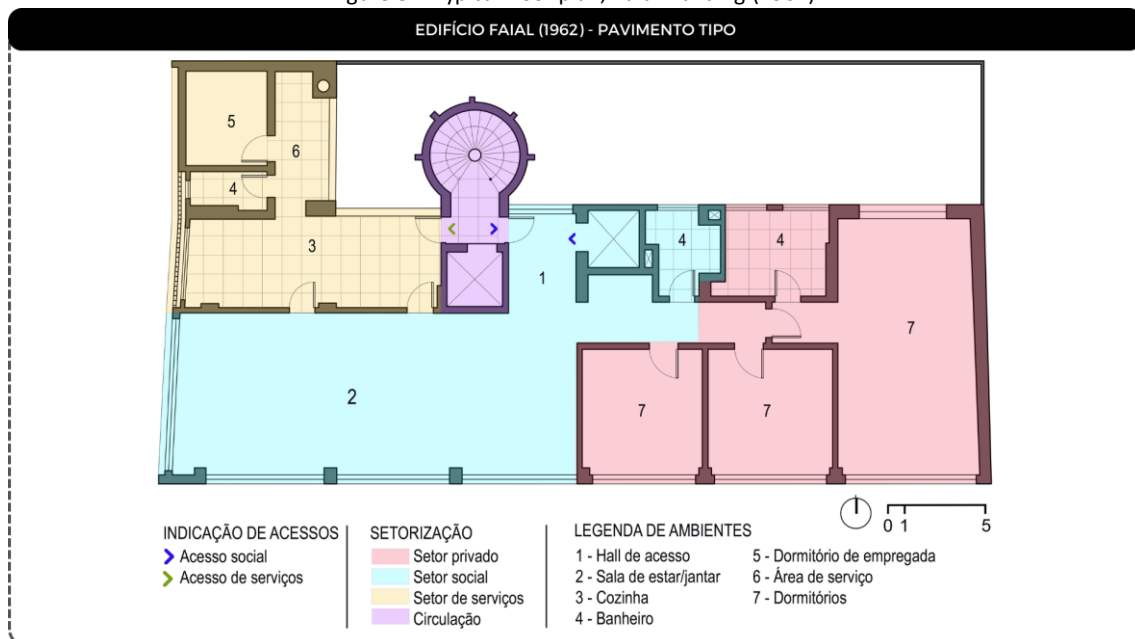 EDIFÍCIO FAIAL (1962) - PAVIMENTO TIPO
5
6
4
3
1
4
4
7
2
7
7
0 1 5
INDICAÇÃO DE ACESSOS
Acesso social
Acesso de serviços
SETORIZAÇÃO
Setor privado
Setor social
Setor de serviços
Circulação
LEGENDA DE AMBIENTES
1 - Hall de acesso
2 - Sala de estar/jantar
3 - Cozinha
4 - Banheiro
5 - Dormitório de empregada
6 - Área de serviço
7 - Dormitórios